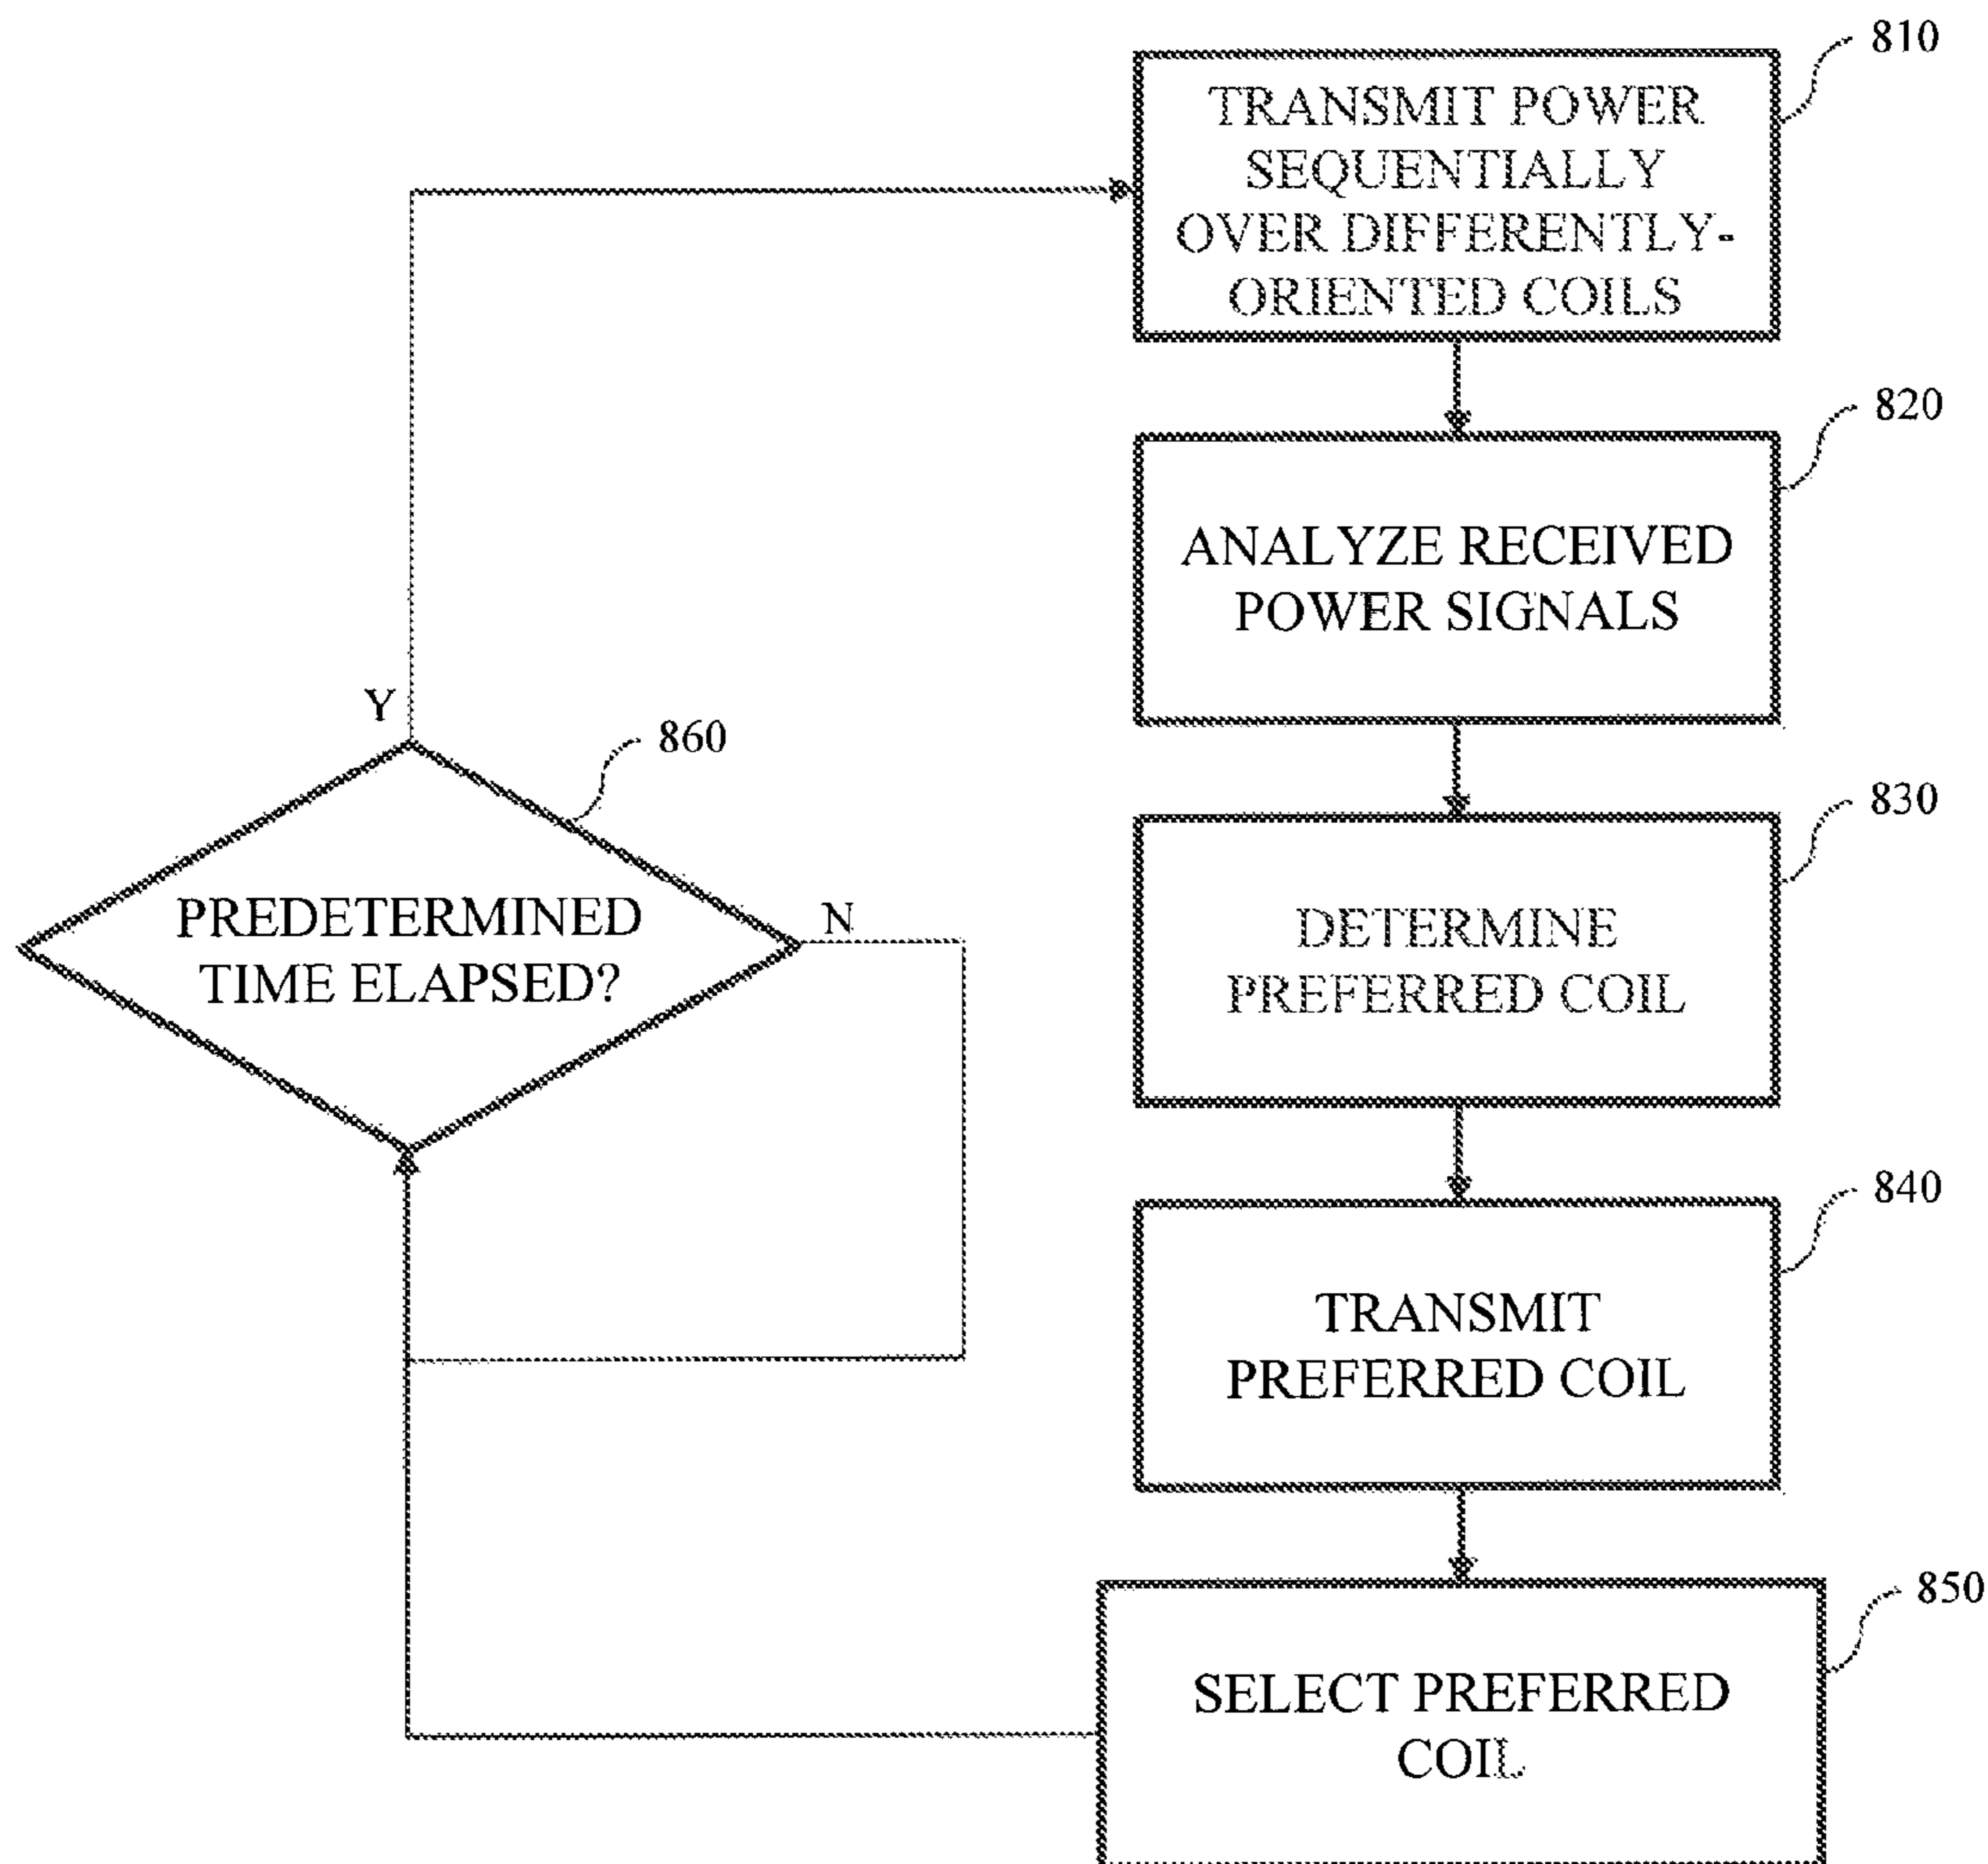 810
TRANSMIT POWER
SEQUENTIALLY
OVER DIFFERENTLY-
ORIENTED COILS
820
ANALYZE RECEIVED
POWER SIGNALS
Y
860
830
PREDETERMINED
TIME ELAPSED?
N
DETERMINE
PREFERRED COIL
840
TRANSMIT
PREFERRED COIL
850
SELECT PREFERRED
COIL